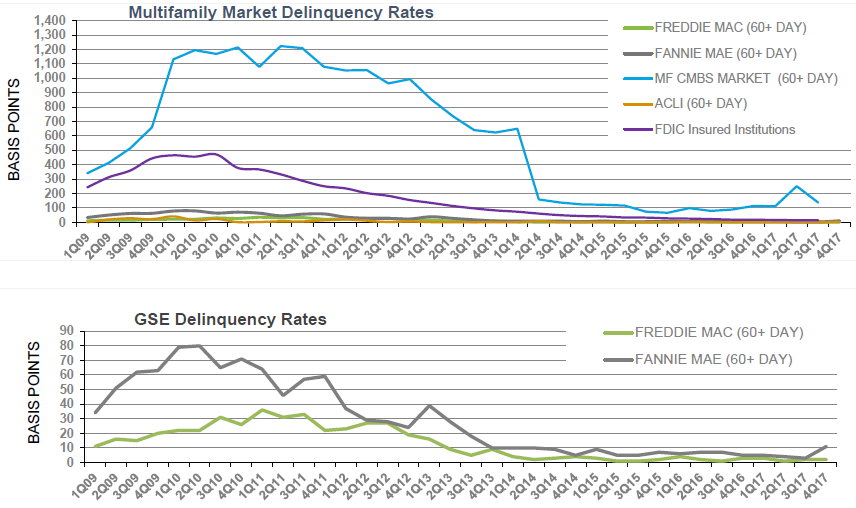 Multifamily Market Delinquency Rates
1,400
1,300
1,200
1,100
1,000
900
800
700
600
500
400
300
200
100
0
BASIS POINTS
FREDDIE MAC (60+ DAY)
FANNIE MAE (60+ DAY)
MF CMBS MARKET (60+ DAY)
ACLI (60+ DAY)
FDIC Insured Institutions
1Q09 2Q09 3Q09 4Q09 1Q10 2Q10 3Q10 4Q10 1Q11 2Q11 3Q11 4Q11 1Q12 2Q12 3Q12 4Q12 1Q13 2Q13 3Q13 4Q13 1Q14 2Q14 3Q14 4Q14 1Q15 2Q15 3Q15 4Q15 1Q16 2Q16 3Q16 4Q16 1Q17 2Q17 3Q17 4Q17
GSE Delinquency Rates
90
80
70
60
50
40
30
20
10
0
BASIS POINTS
FREDDIE MAC (60+ DAY)
FANNIE MAE (60+ DAY)
1Q09 2Q09 3Q09 4Q09 1Q10 2Q10 3Q10 4Q10 1Q11 2Q11 3Q11 4Q11 1Q12 2Q12 3Q12 4Q12 1Q13 2Q13 3Q13 4Q13 1Q14 2Q14 3Q14 4Q14 1Q15 2Q15 3Q15 4Q15 1Q16 2Q16 3Q16 4Q16 1Q17 2Q17 3Q17 4Q17